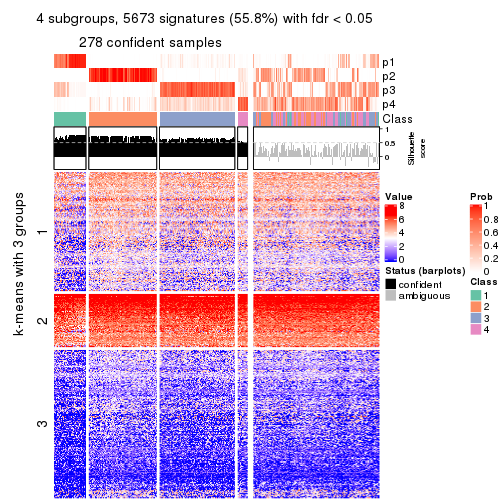 4 subgroups, 5673 signatures (55.8%) with fdr < 0.05
278 confident samples
p1
p2
p3
p4
Class
1
0.5
0
Silhouette
score
k-means with 3 groups
1
2
3
Value
8
6
4
2
0
Status (barplots)
confident
ambiguous
Prob
1
0.8
0.6
0.4
0.2
0
Class
1
2
3
4